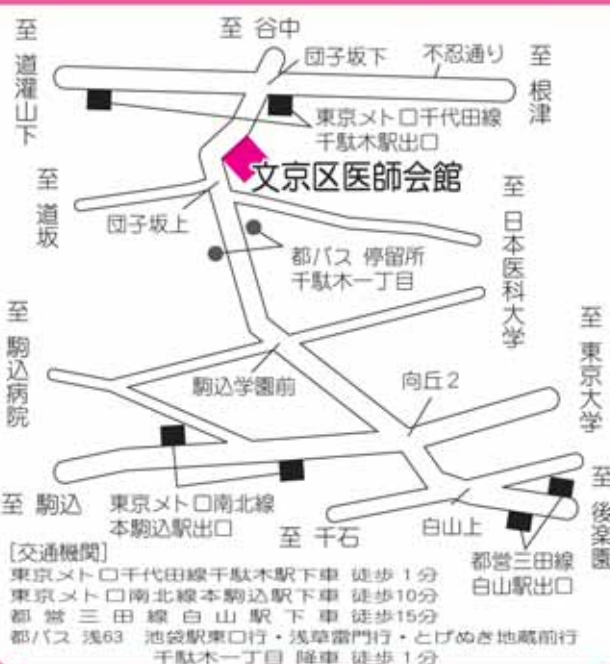 至 谷中
至 道灌山下
団子坂下
不忍通り
至 根津
東京メトロ千代田線
千駄木駅出口
文京区医師会館
至 道坂
団子坂上
至 日本医科大学
都バス 停留所
千駄木一丁目
至 駒込病院
駒込学園前
向丘2
至 東京大学
至 駒込
東京メトロ南北線
本駒込駅出口
至 千石
白山上
都営三田線
白山駅出口
至 後楽園
[交通機関]
東京メトロ千代田線千駄木駅下車 徒歩1分
東京メトロ南北線本駒込駅下車 徒歩10分
都営三田線白山駅下車 徒歩15分
都バス 浅63 池袋駅東口行・浅草雷門行・とげぬき地蔵前行
千駄木一丁目 降車 徒歩1分